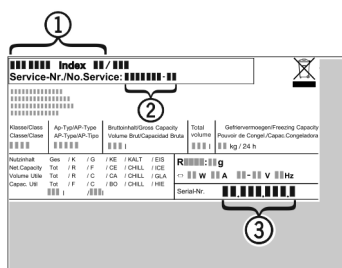 ①
Index /
Service-Nr./No.Service: -
②
Klasse/Class Ap-Typ/AP-Type Bruttoinhalt/Gross Capacity Total Gefriervermoegen/Freezing Capacity
Classe/Clase AP-Type/AP-Tipo Volume Brut/Capacidad Bruta volume Pouvoir de Congel./Capac.Congeladora
l l kg / 24 h
Nutzinhalt Ges / K / G / KE / KALT / EIS
Net.Capacity Tot / R / F / CE / CHILL / ICE
Volume Utile Tot / R / C / CA / CHILL / GLA
Capac. Util Tot / F / C / BO / CHILL / HIE
l / l
R : g
W A - V Hz
Serial-Nr. . . .
③